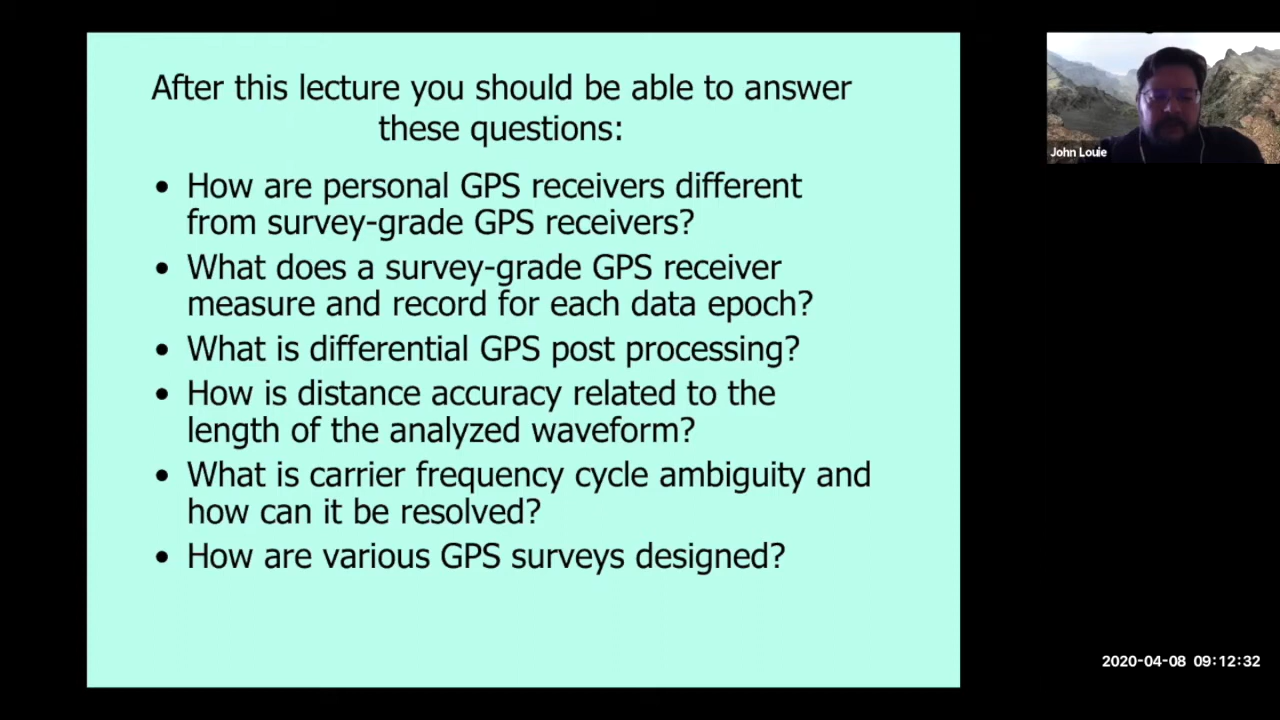 After this lecture you should be able to answer
these questions:
• How are personal GPS receivers different
from survey-grade GPS receivers?
• What does a survey-grade GPS receiver
measure and record for each data epoch?
• What is differential GPS post processing?
• How is distance accuracy related to the
length of the analyzed waveform?
• What is carrier frequency cycle ambiguity and
how can it be resolved?
• How are various GPS surveys designed?
John Louie
2020-04-08 09:12:32